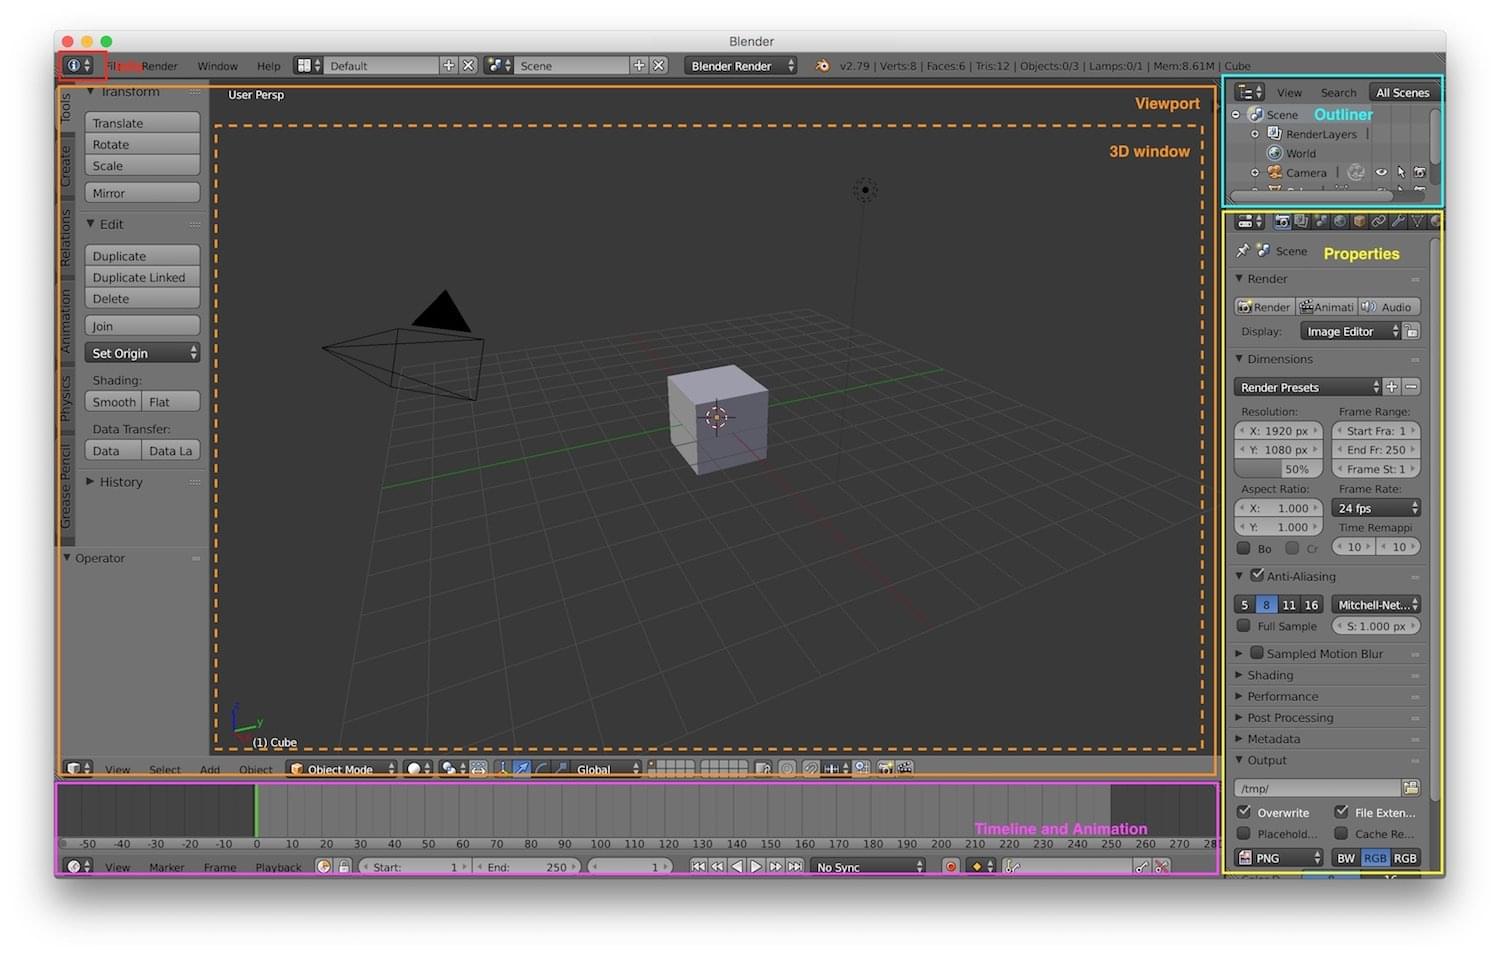 Blender
Render Window Help Default Scene Blender Render v2.79 | Verts:8 | Faces:6 | Tris:12 | Objects:0/3 | Lamps:0/1 | Mem:8.61M | Cube
Tools
Create
Relations
Animation
Physics
Grease Pencil
Transform
Translate
Rotate
Scale
Mirror
Edit
Duplicate
Duplicate Linked
Delete
Join
Set Origin
Shading:
Smooth Flat
Data Transfer:
Data Data La
History
Operator
User Persp
Viewport
3D window
z
y
(1) Cube
View Select Add Object Object Mode Global
Timeline and Animation
-50 -40 -30 -20 -10 0 10 20 30 40 50 60 70 80 90 100 110 120 130 140 150 160 170 180 190 200 210 220 230 240 250 260 270 28
View Marker Frame Playback Start: 1 End: 250 1 No Sync
View Search All Scenes
Scene Outliner
RenderLayers |
World
Camera |
Scene Properties
Render
Render Animati Audio
Display: Image Editor
Dimensions
Render Presets
Resolution: Frame Range:
X: 1920 px Start Fra: 1
Y: 1080 px End Fr: 250
50% Frame St: 1
Aspect Ratio: Frame Rate:
X: 1.000 24 fps
Y: 1.000 Time Remappi
Bo Cr 10 10
Anti-Aliasing
5 8 11 16 Mitchell-Net...
Full Sample S: 1.000 px
Sampled Motion Blur
Shading
Performance
Post Processing
Metadata
Output
/tmp/
Overwrite File Exten...
Placehold... Cache Re...
PNG BW RGB RGB